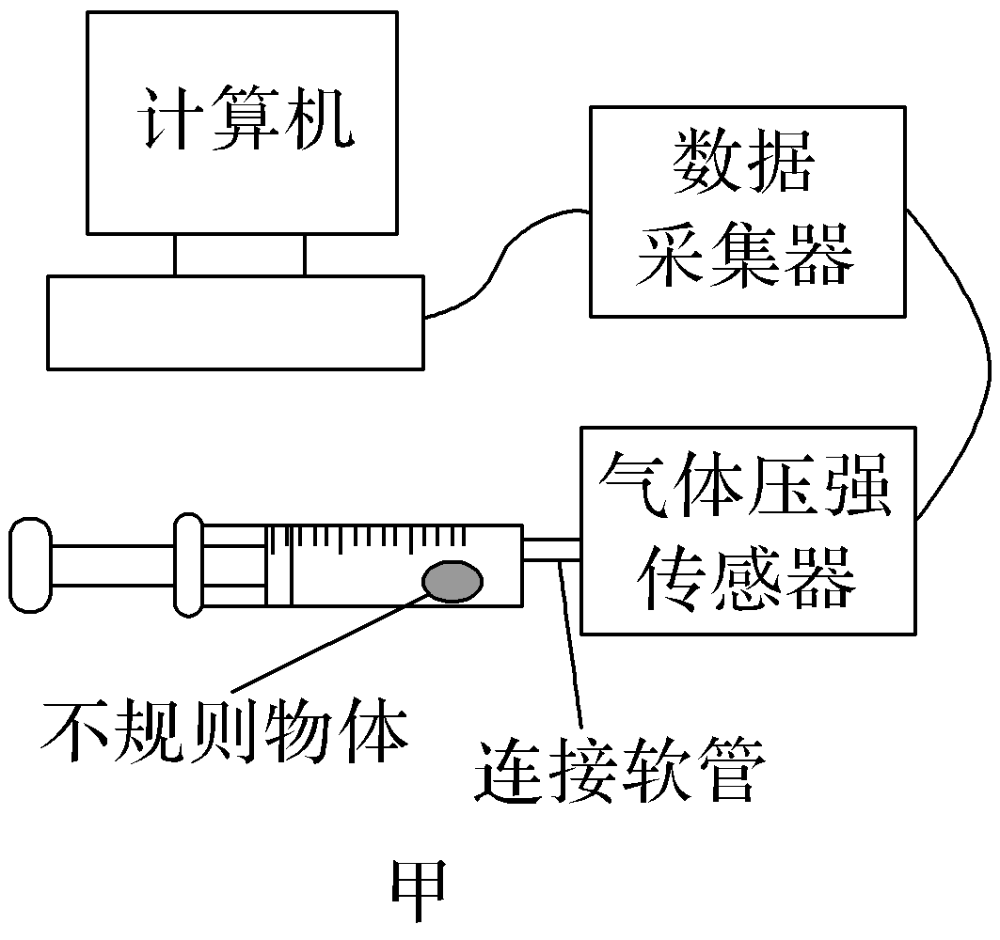 计算机
数据
采集器
气体压强
传感器
不规则物体
连接软管
甲